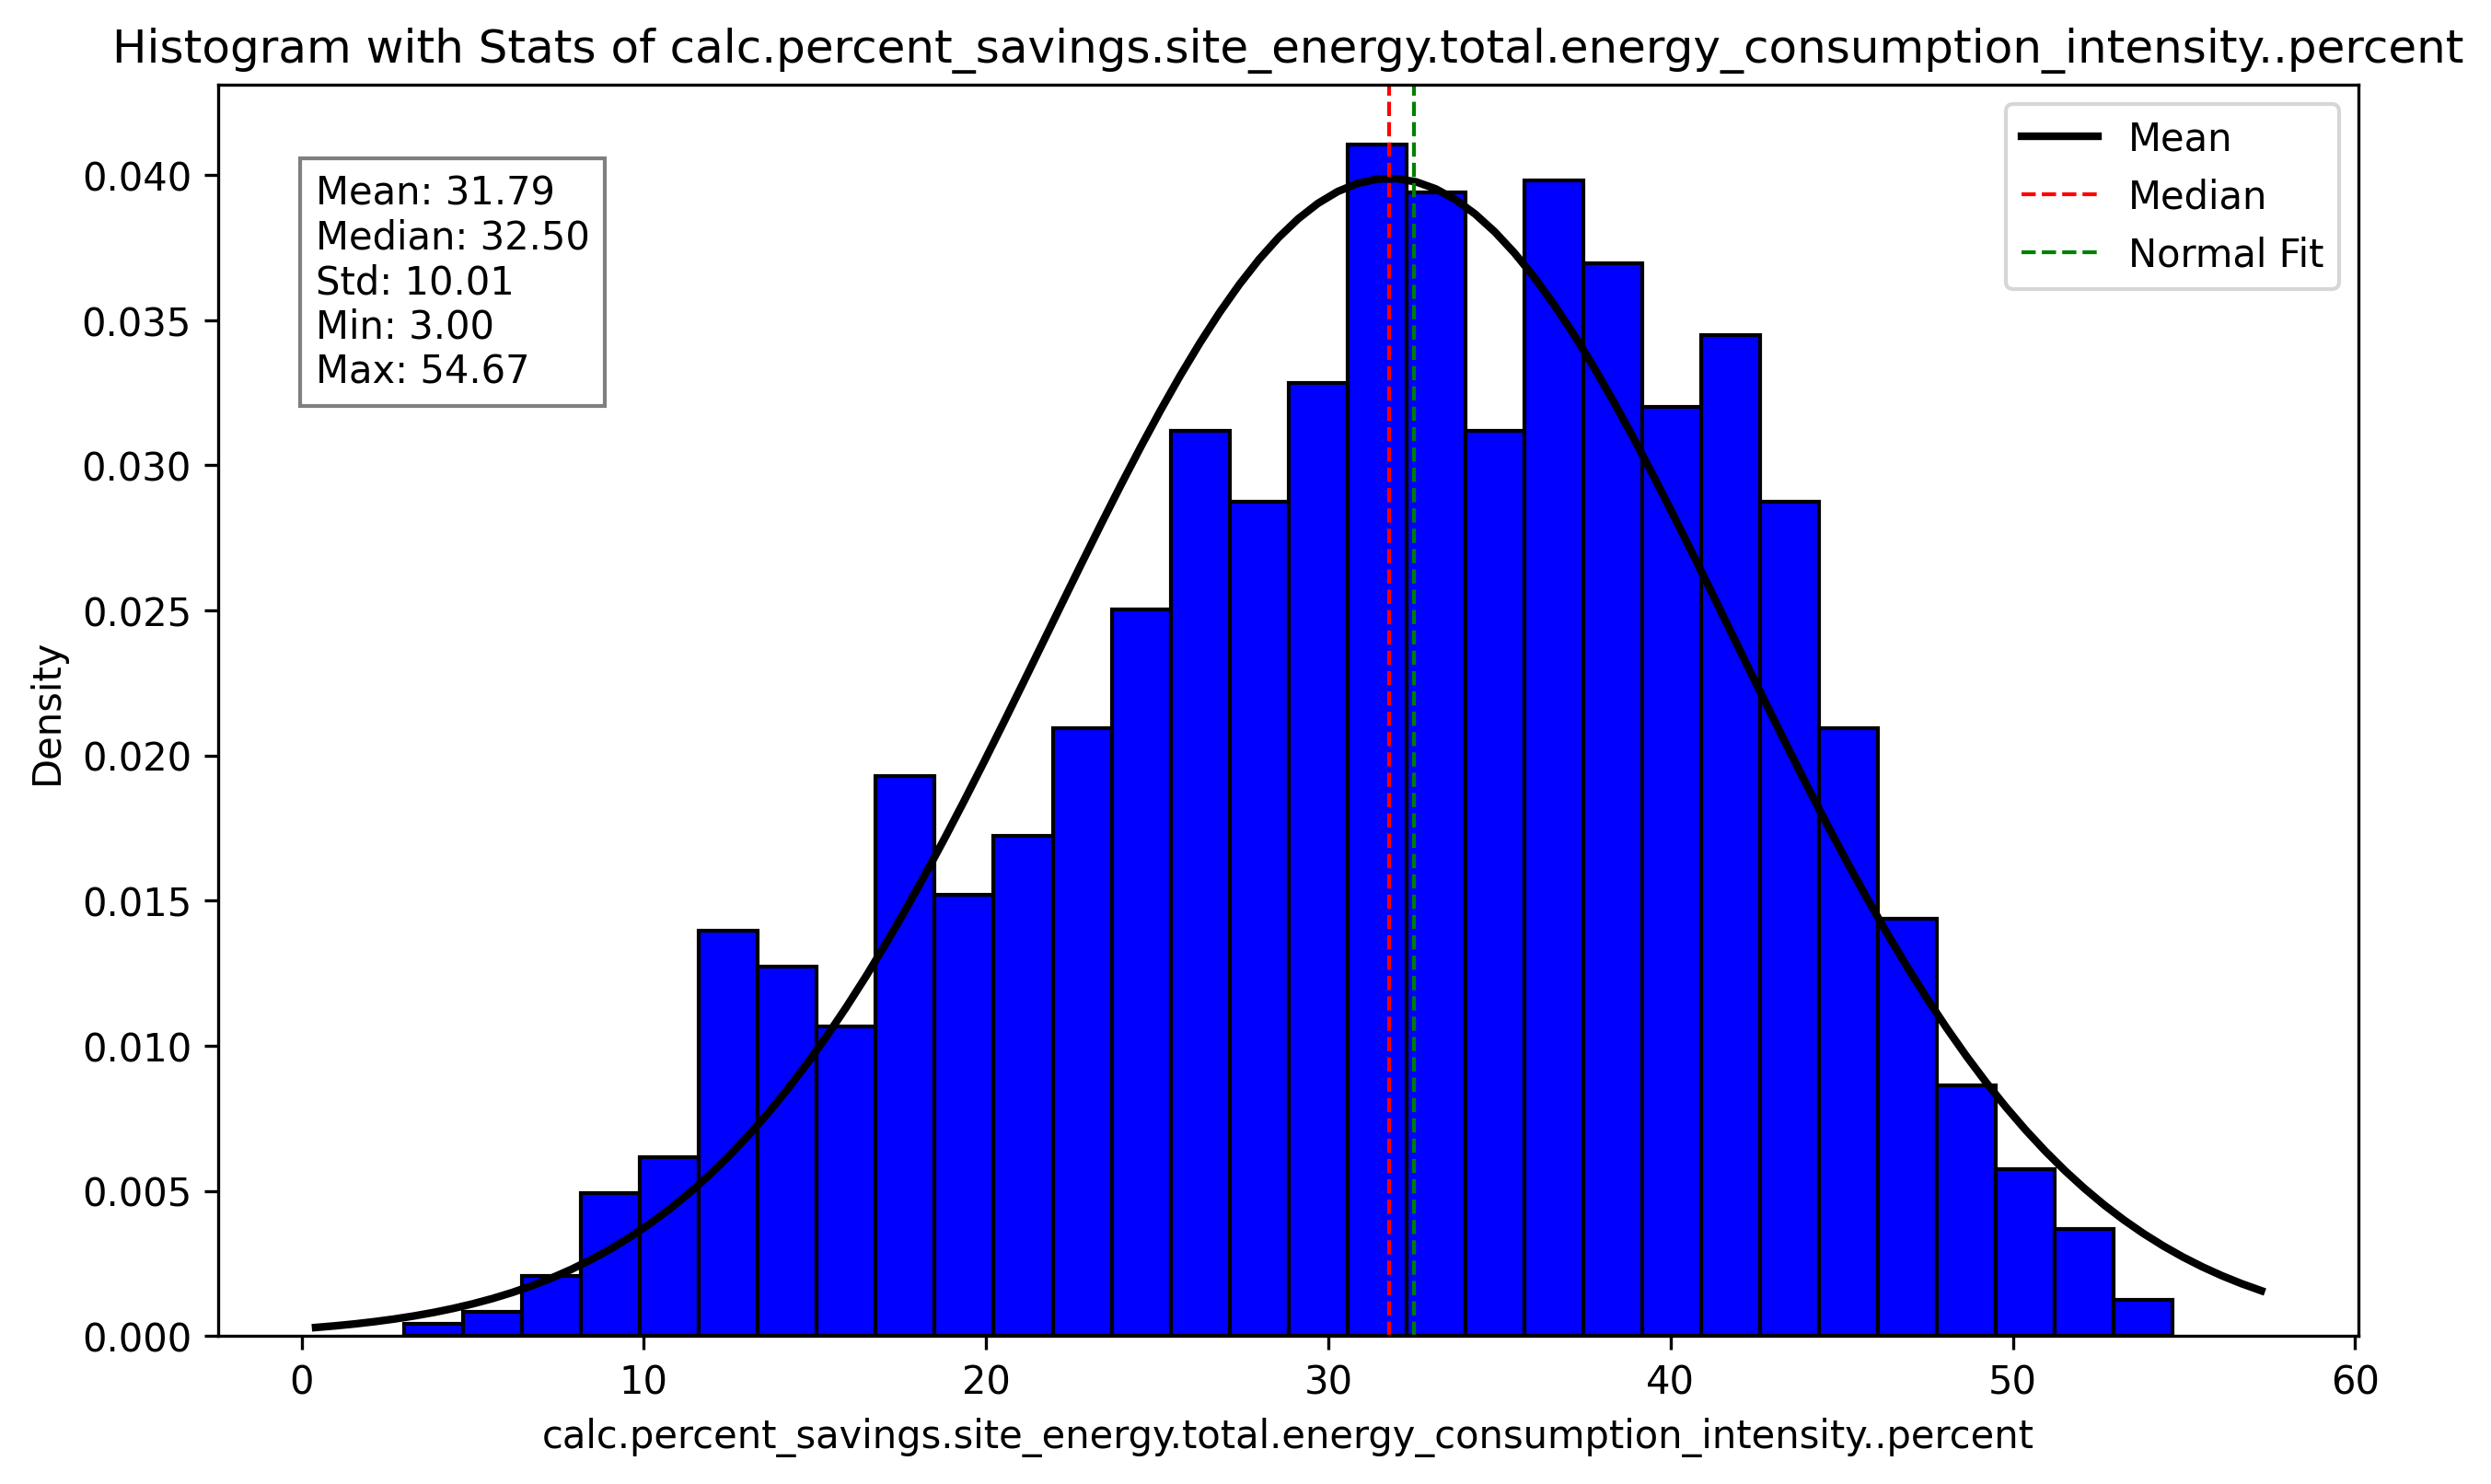 Histogram with Stats of calc.percent_savings.site_energy.total.energy_consumption_intensity..percent
Mean: 31.79
Median: 32.50
Std: 10.01
Min: 3.00
Max: 54.67
Mean
Median
Normal Fit
Density
0.040
0.035
0.030
0.025
0.020
0.015
0.010
0.005
0.000
0 10 20 30 40 50 60
calc.percent_savings.site_energy.total.energy_consumption_intensity..percent